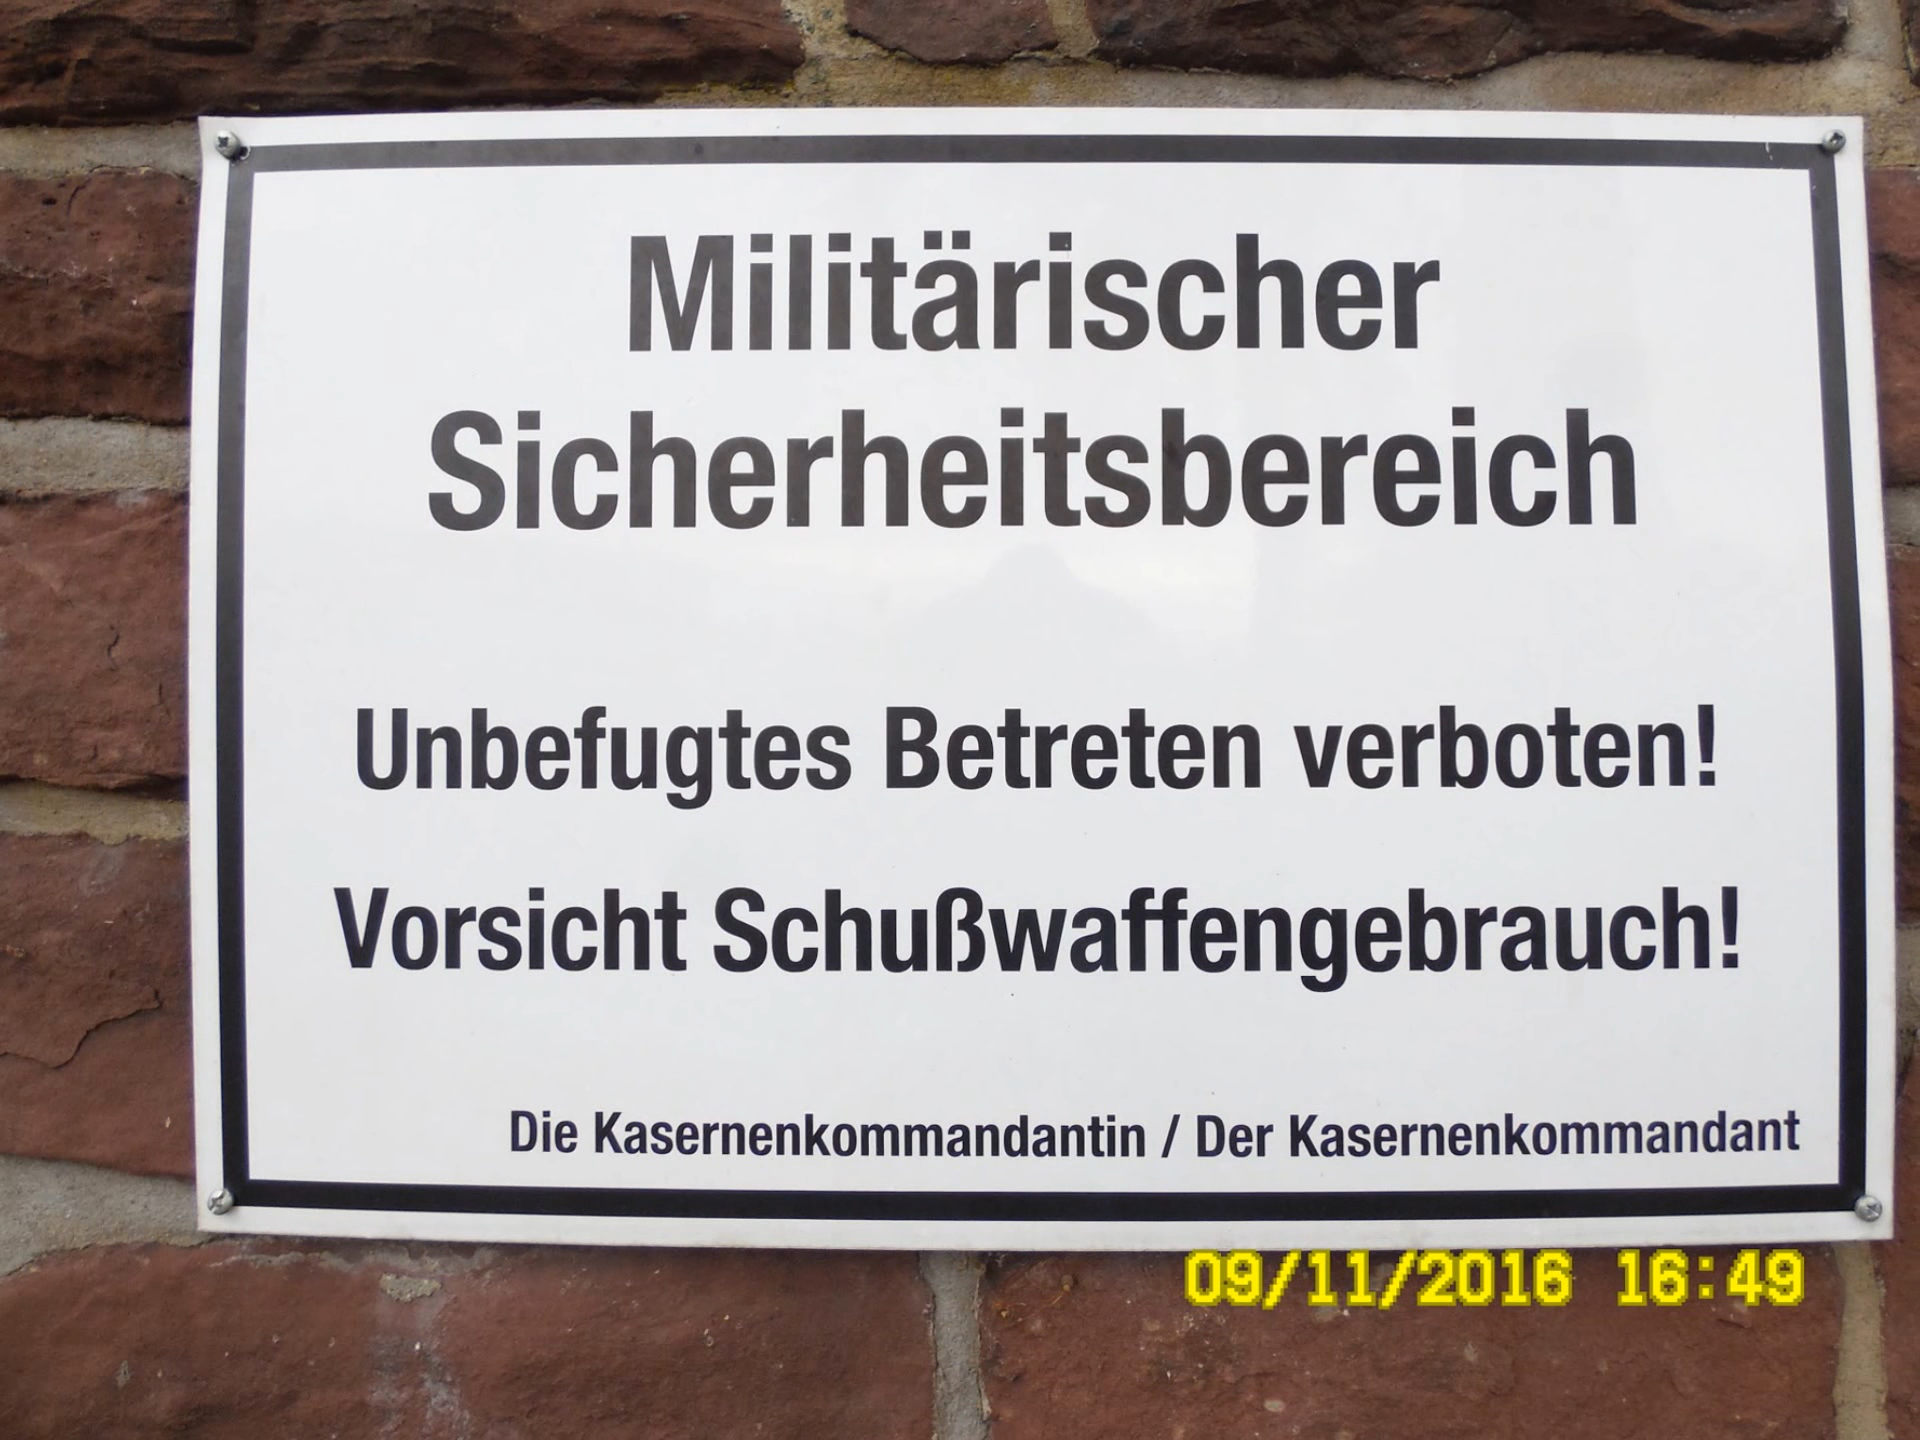 Militärischer
Sicherheitsbereich
Unbefugtes Betreten verboten!
Vorsicht Schußwaffengebrauch!
Die Kasernenkommandantin / Der Kasernenkommandant
09/11/2016 16:49